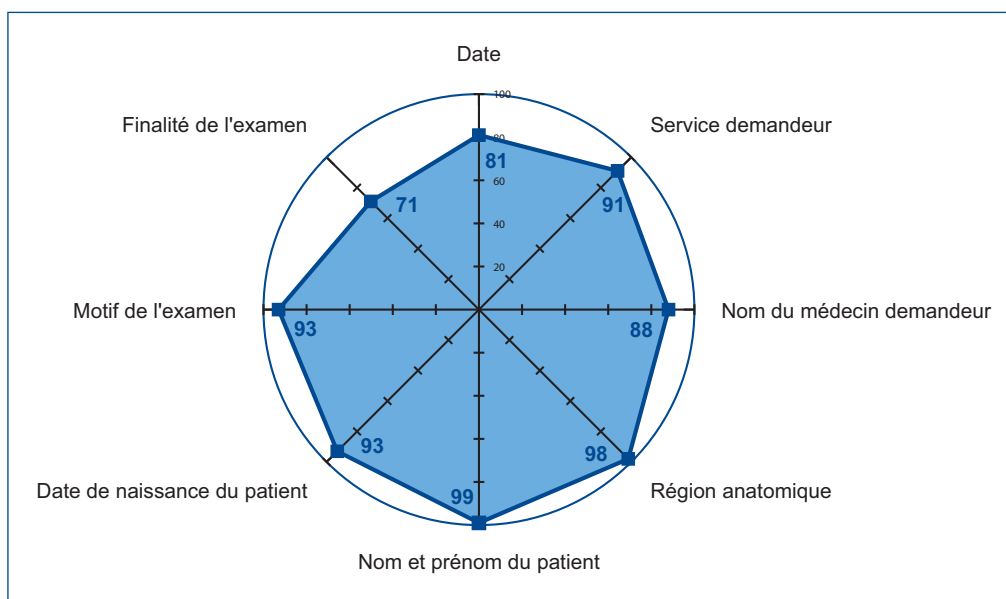 Date
Finalité de l'examen
Service demandeur
100
80
60
40
20
81
91
71
Motif de l'examen
93
88
Nom du médecin demandeur
93
98
99
Date de naissance du patient
Région anatomique
Nom et prénom du patient